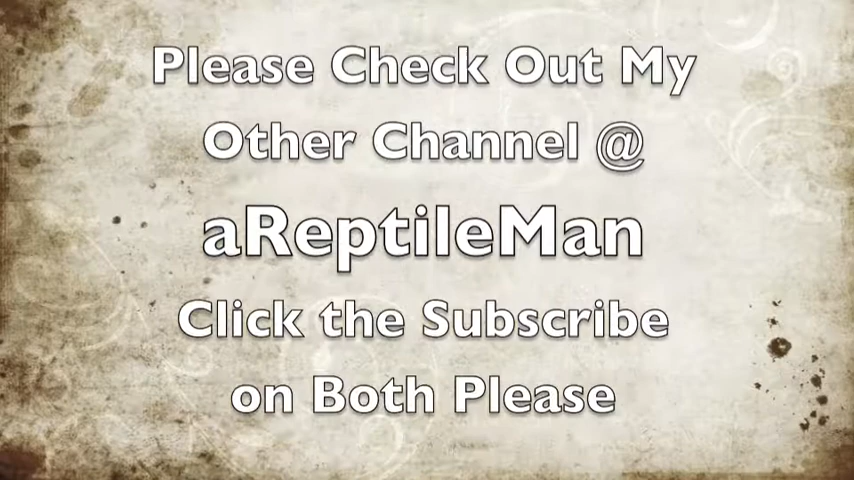 Please Check Out My
Other Channel @
aReptileMan
Click the Subscribe
on Both Please